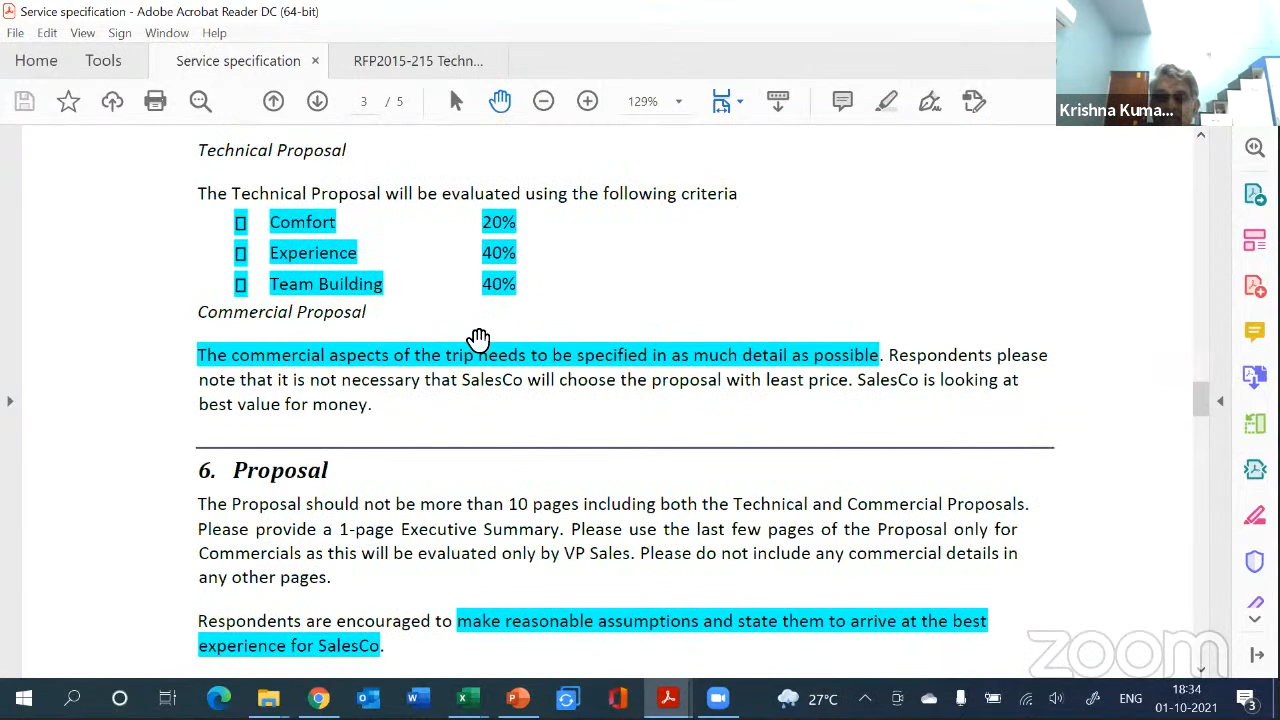 Service specification - Adobe Acrobat Reader DC (64-bit)
File Edit View Sign Window Help
Home Tools Service specification × RFP2015-215 Techn...
3 / 5 129%
Krishna Kuma...
Technical Proposal
The Technical Proposal will be evaluated using the following criteria
Comfort 20%
Experience 40%
Team Building 40%
Commercial Proposal
The commercial aspects of the trip needs to be specified in as much detail as possible. Respondents please
note that it is not necessary that SalesCo will choose the proposal with least price. SalesCo is looking at
best value for money.
6. Proposal
The Proposal should not be more than 10 pages including both the Technical and Commercial Proposals.
Please provide a 1-page Executive Summary. Please use the last few pages of the Proposal only for
Commercials as this will be evaluated only by VP Sales. Please do not include any commercial details in
any other pages.
Respondents are encouraged to make reasonable assumptions and state them to arrive at the best
experience for SalesCo.
zoom
27°C ENG 18:34
01-10-2021 3